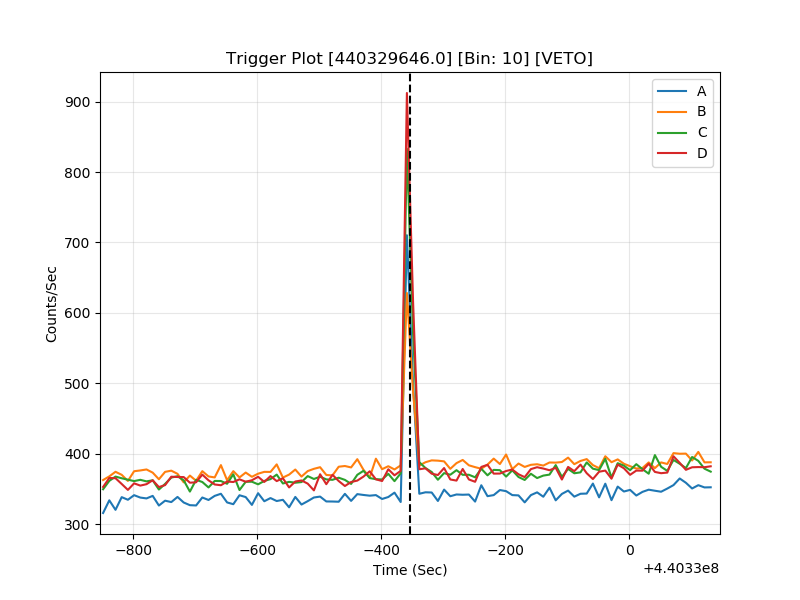 Trigger Plot [440329646.0] [Bin: 10] [VETO]
A
B
C
D
900
800
700
600
500
400
300
Counts/Sec
−800
−600
−400
−200
0
+4.4033e8
Time (Sec)